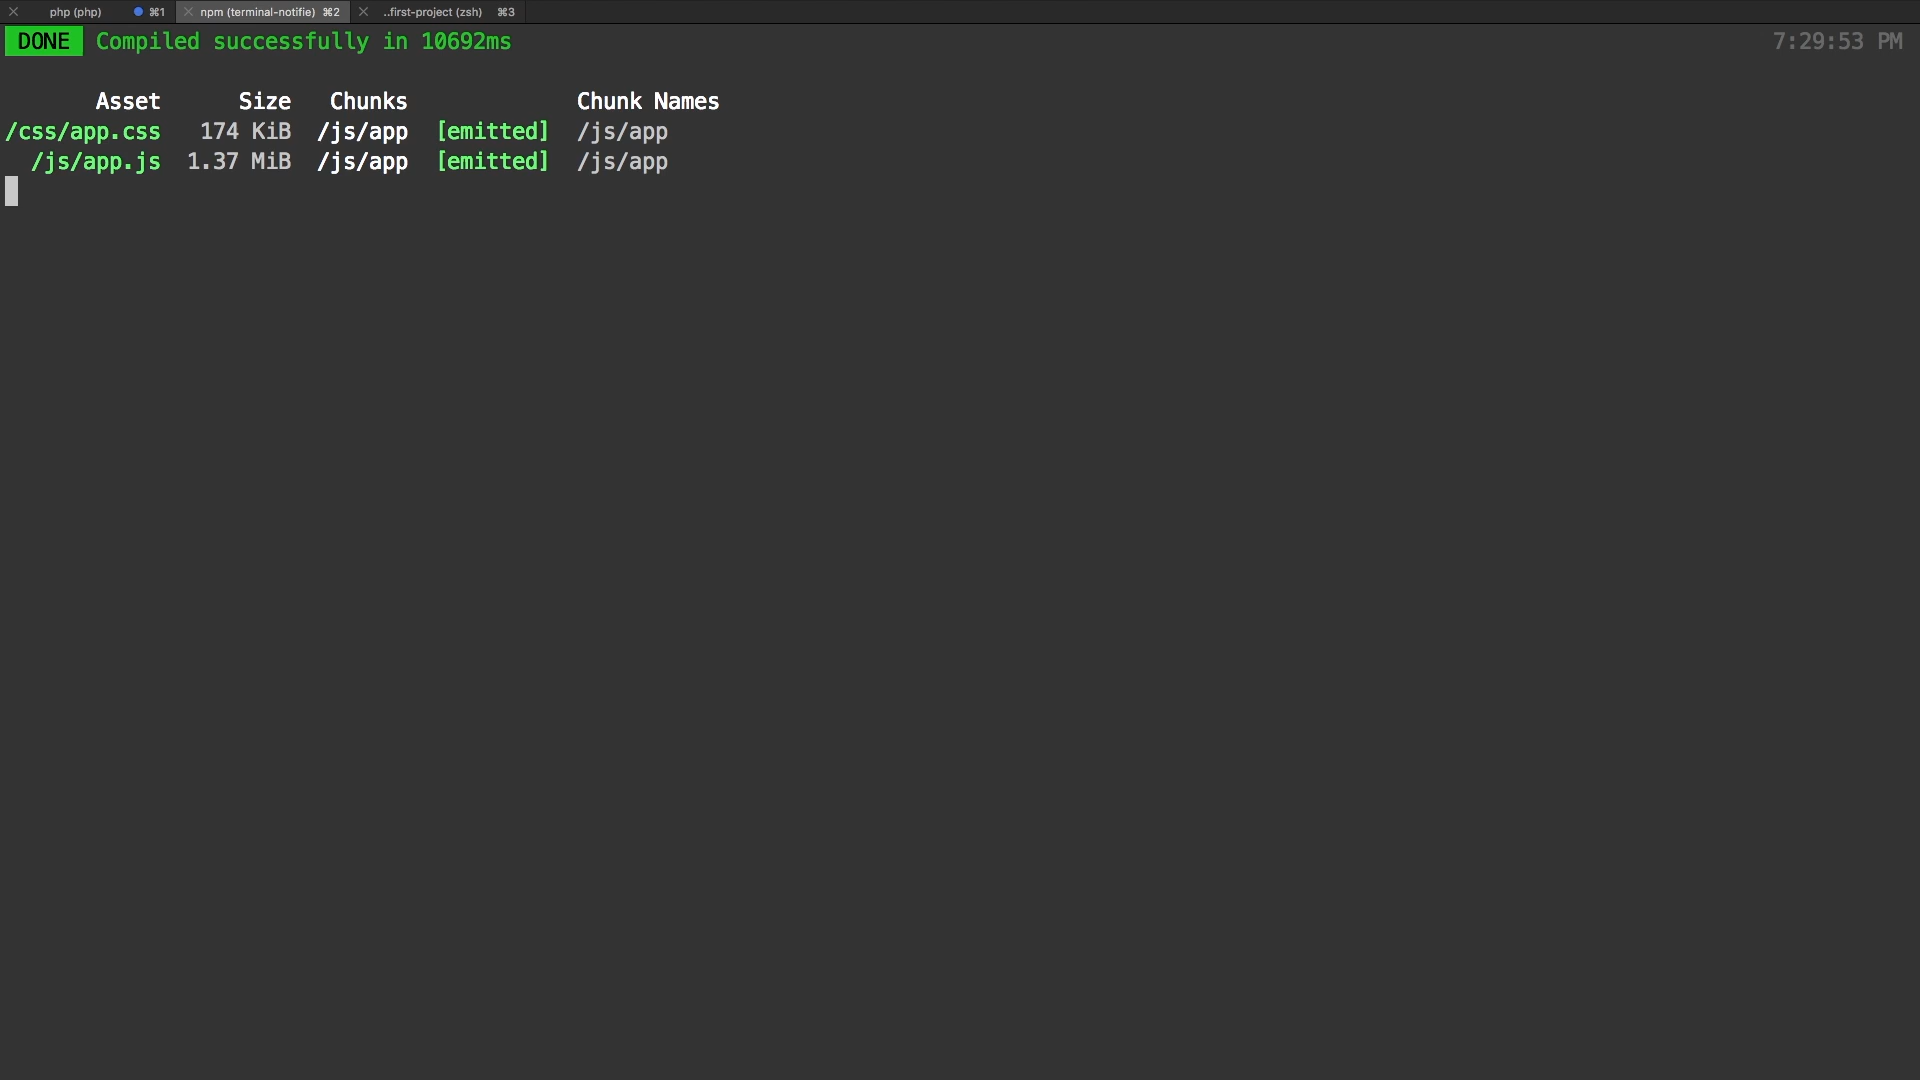 php (php) ⌘1 npm (terminal-notifie) ⌘2 ..first-project (zsh) ⌘3
DONE Compiled successfully in 10692ms 7:29:53 PM
Asset Size Chunks Chunk Names
/css/app.css 174 KiB /js/app [emitted] /js/app
/js/app.js 1.37 MiB /js/app [emitted] /js/app